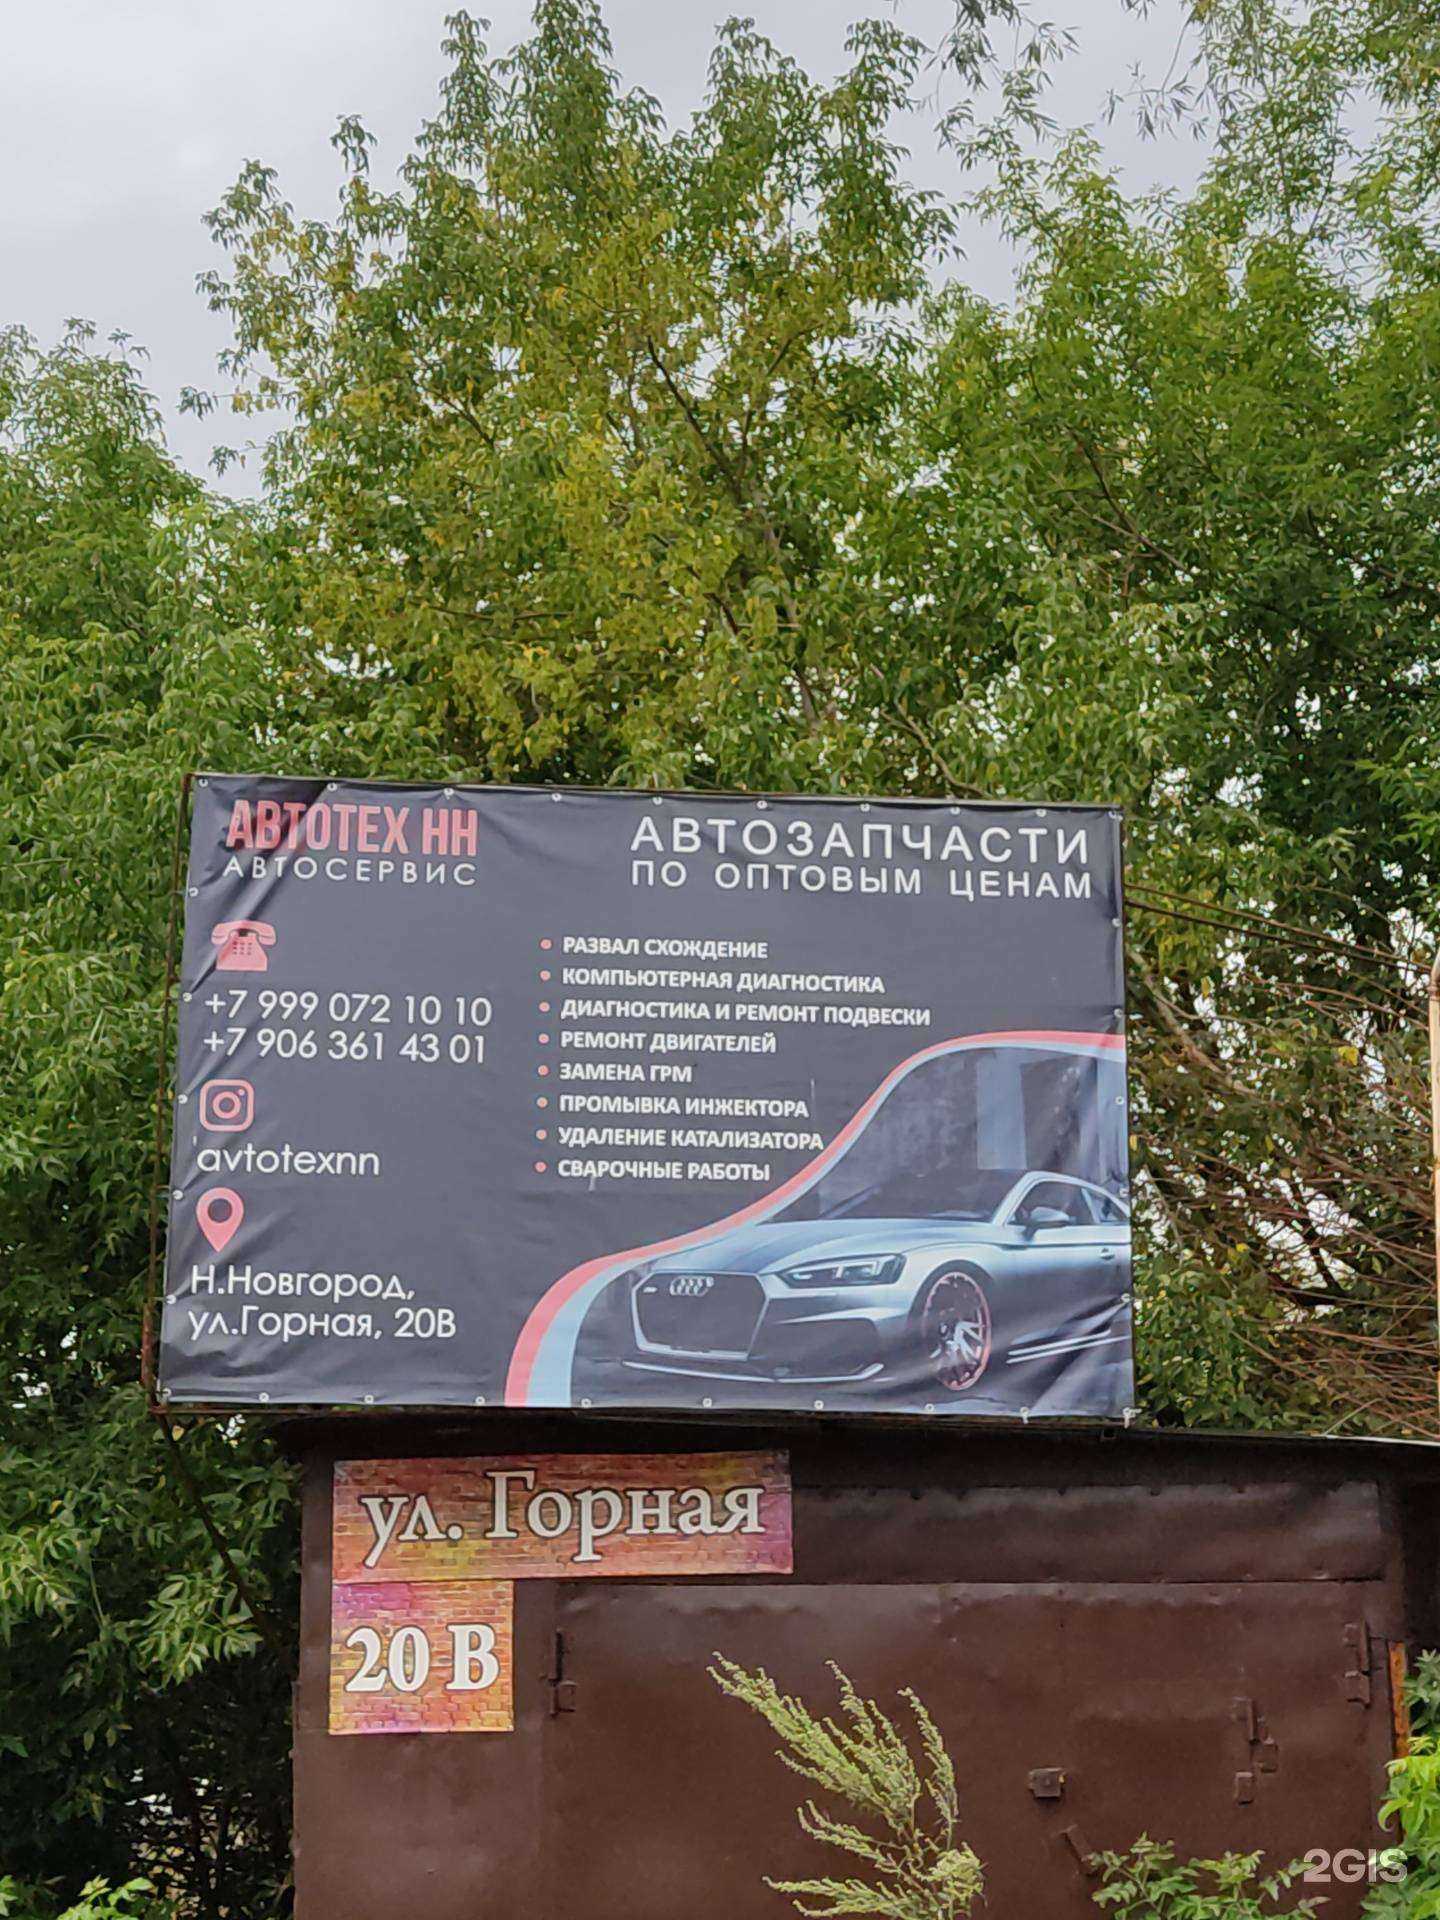 АВТОТЕХ НН
АВТОСЕРВИС
АВТОЗАПЧАСТИ
ПО ОПТОВЫМ ЦЕНАМ
+7 999 072 10 10
+7 906 361 43 01
avtotexnn
Н.Новгород,
ул.Горная, 20В
• РАЗВАЛ СХОЖДЕНИЕ
• КОМПЬЮТЕРНАЯ ДИАГНОСТИКА
• ДИАГНОСТИКА И РЕМОНТ ПОДВЕСКИ
• РЕМОНТ ДВИГАТЕЛЕЙ
• ЗАМЕНА ГРМ
• ПРОМЫВКА ИНЖЕКТОРА
• УДАЛЕНИЕ КАТАЛИЗАТОРА
• СВАРОЧНЫЕ РАБОТЫ
ул. Горная
20 В
2GIS